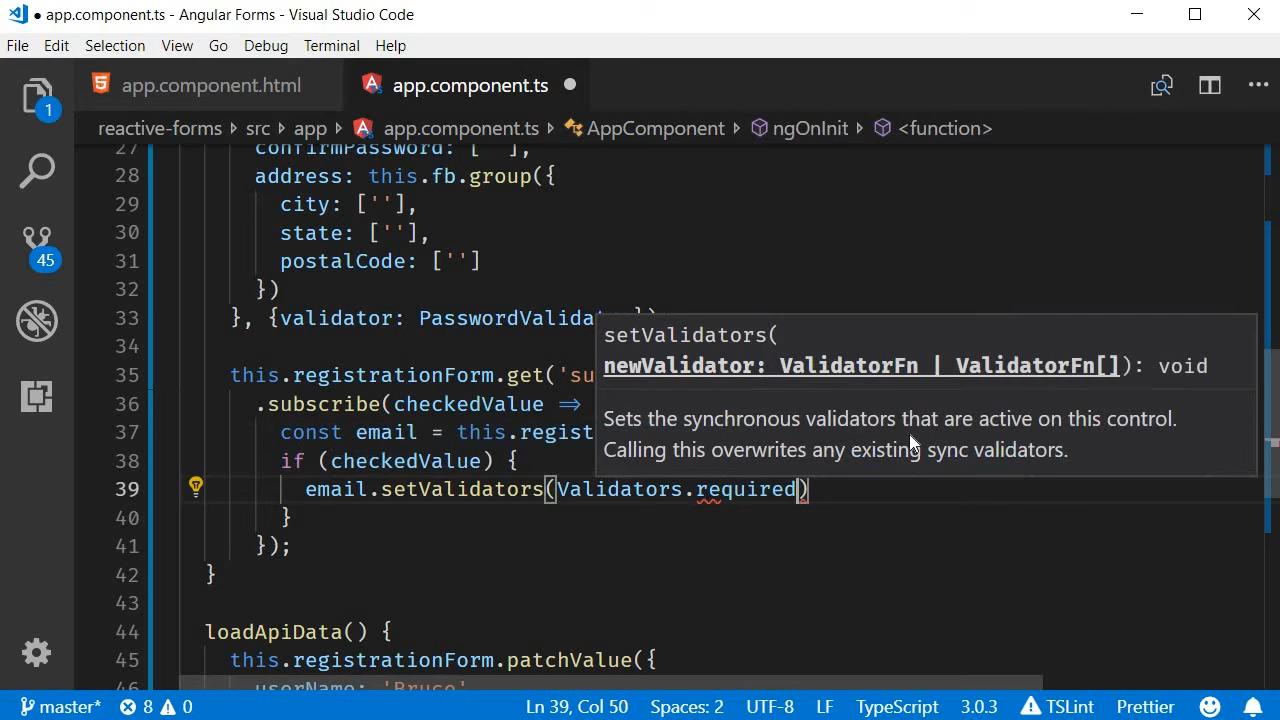 app.component.ts - Angular Forms - Visual Studio Code
File Edit Selection View Go Debug Terminal Help
app.component.html app.component.ts
reactive-forms > src > app > app.component.ts > AppComponent > ngOnInit > <function>
1
27 confirmPassword: [''],
28 address: this.fb.group({
29 city: [''],
30 state: [''],
31 postalCode: ['']
32 })
33 }, {validator: PasswordValidat
34
35 this.registrationForm.get('su
36 .subscribe(checkedValue =>
37 const email = this.regist
38 if (checkedValue) {
39 email.setValidators(Validators.required)
40 }
41 });
42 }
43
44 loadApiData() {
45 this.registrationForm.patchValue({
46 userName: 'Bruce'
setValidators(
newValidator: ValidatorFn | ValidatorFn[]): void
Sets the synchronous validators that are active on this control.
Calling this overwrites any existing sync validators.
45
master* 8 0 Ln 39, Col 50 Spaces: 2 UTF-8 LF TypeScript 3.0.3 TSLint Prettier